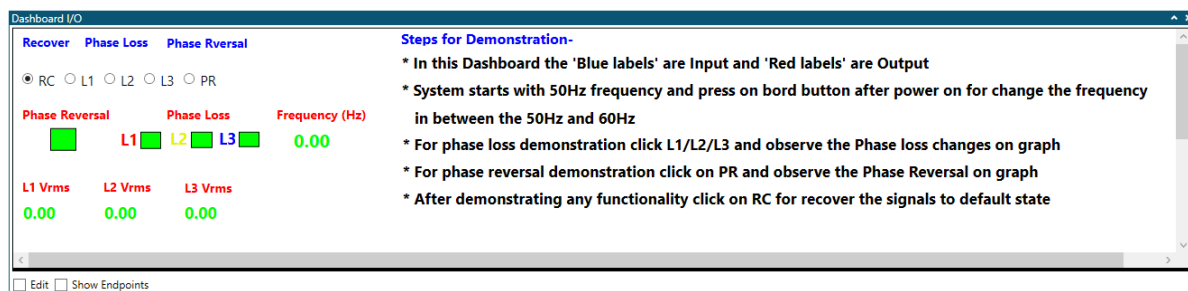 Dashboard I/O
Recover Phase Loss Phase Rversal
RC L1 L2 L3 PR
Phase Reversal Phase Loss Frequency (Hz)
L1 L2 L3 0.00
L1 Vrms L2 Vrms L3 Vrms
0.00 0.00 0.00
Steps for Demonstration-
* In this Dashboard the 'Blue labels' are Input and 'Red labels' are Output
* System starts with 50Hz frequency and press on bord button after power on for change the frequency
in between the 50Hz and 60Hz
* For phase loss demonstration click L1/L2/L3 and observe the Phase loss changes on graph
* For phase reversal demonstration click on PR and observe the Phase Reversal on graph
* After demonstrating any functionality click on RC for recover the signals to default state
Edit Show Endpoints